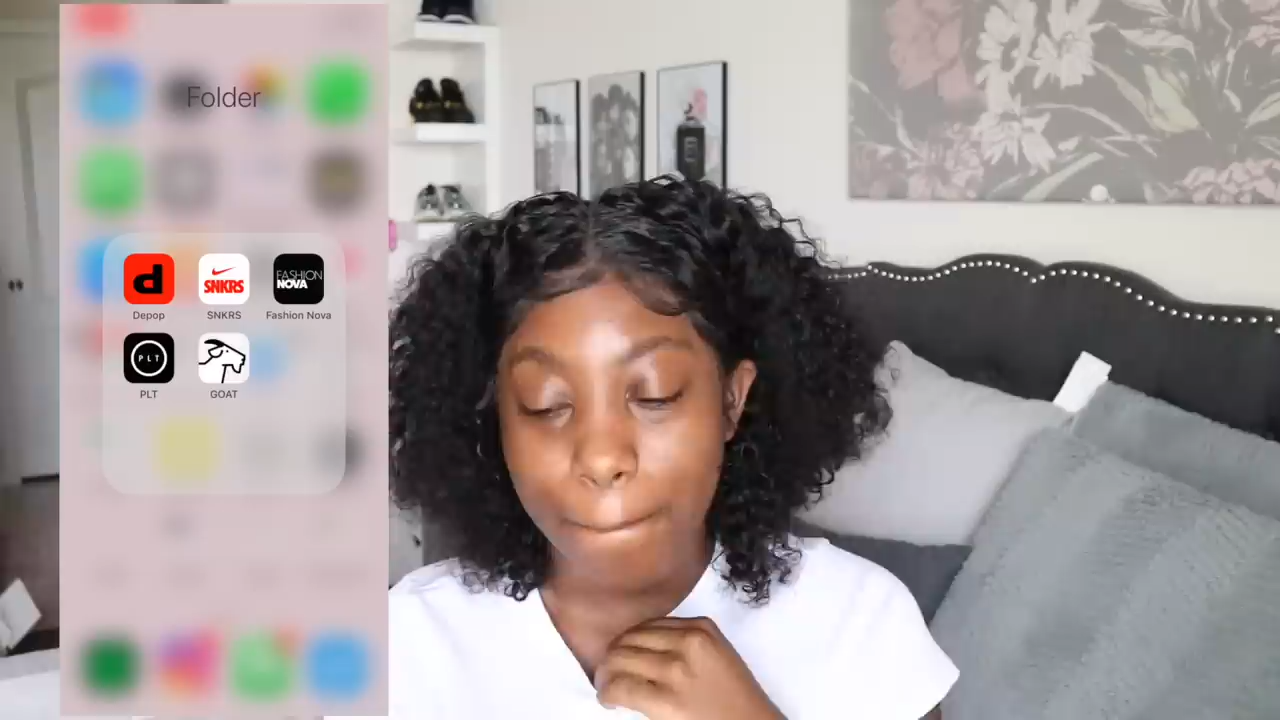 Folder
d
SNKRS
FASHION
NOVA
Depop
SNKRS
Fashion Nova
PLT
PLT
GOAT